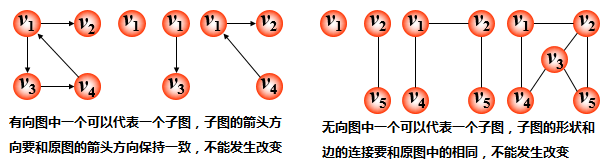 v1 v2 v1 v1 v1 v2 v1 v2 v1 v2 v1 v2
v3
v3 v4 v3 v4 v5 v4 v5 v4 v5
有向图中一个可以代表一个子图，子图的箭头方
向要和原图的箭头方向保持一致，不能发生改变
无向图中一个可以代表一个子图，子图的形状和
边的连接要和原图中的相同，不能发生改变